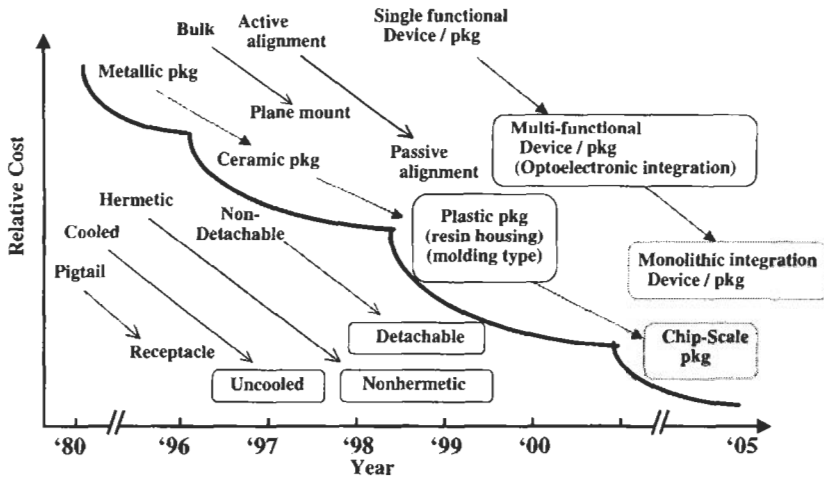 Relative Cost
Bulk
Active
alignment
Single functional
Device / pkg
Metallic pkg
Plane mount
Multi-functional
Device / pkg
(Optoelectronic integration)
Ceramic pkg
Passive
alignment
Hermetic
Non-
Detachable
Plastic pkg
(resin housing)
(molding type)
Cooled
Pigtail
Monolithic integration
Device / pkg
Receptacle
Detachable
Chip-Scale
pkg
Uncooled
Nonhermetic
‘80
‘96
‘97
‘98
‘99
‘00
‘05
Year